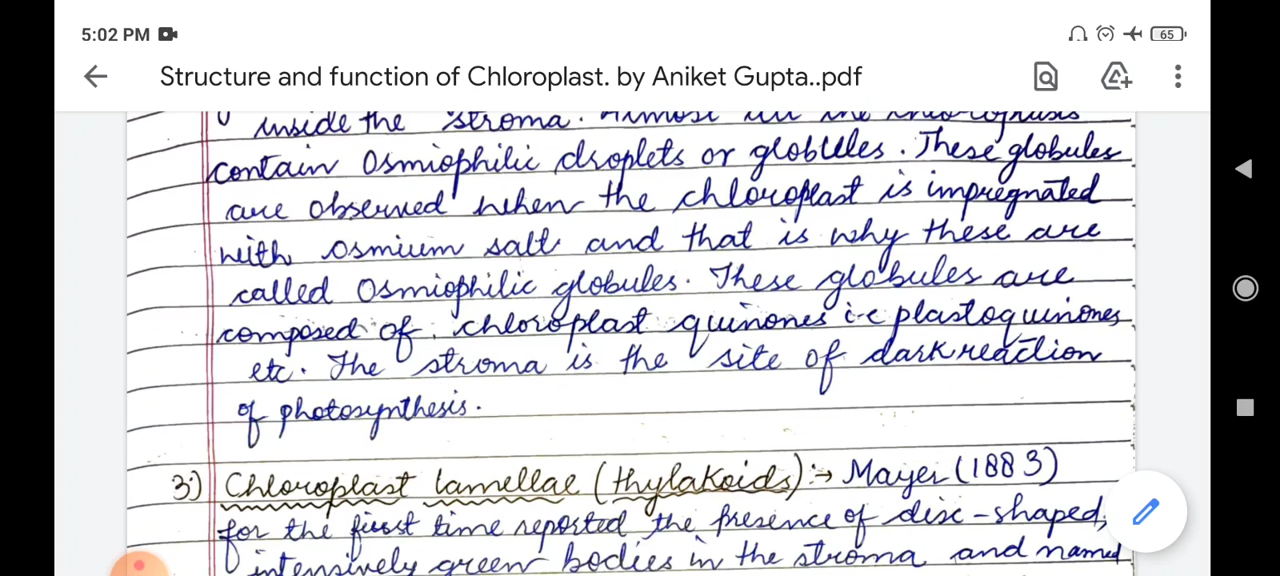 5:02 PM
65
Structure and function of Chloroplast. by Aniket Gupta..pdf
inside the stroma. Almost all the
contain Osmiophilic droplets or globules. These globules
are observed when the chloroplast is impregnated
with osmium salt and that is why these are
called Osmiophilic globules. These globules are
composed of chloroplast quinones i.e plastoquinones
etc. The stroma is the site of dark reaction
of photosynthesis.
3) Chloroplast lamellae (thylakoids) :→ Mayer (1883)
for the first time reported the presence of disc-shaped,
intensively green bodies in the stroma and named